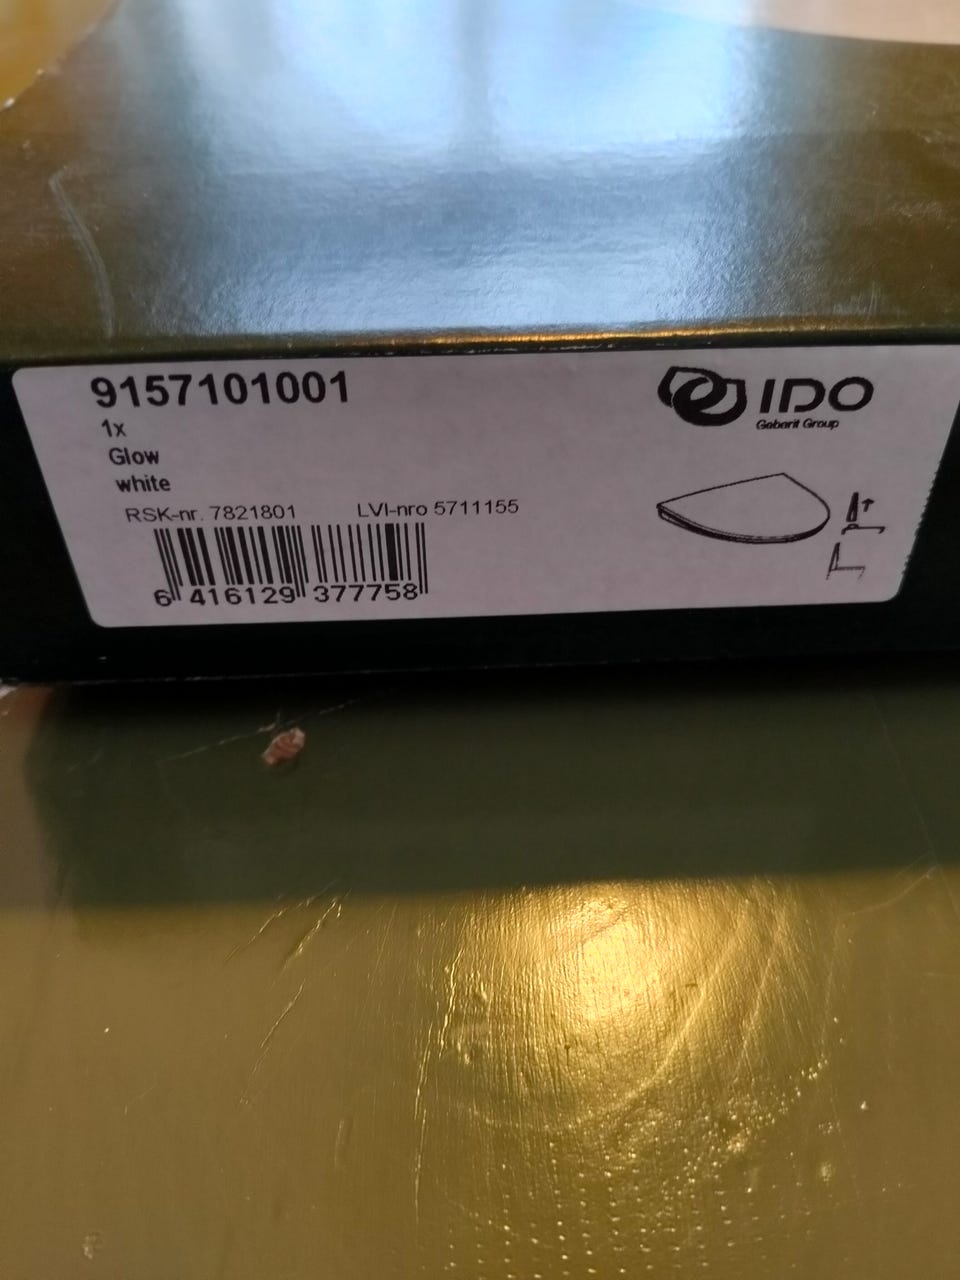 9157101001
1x
Glow
white
RSK-nr. 7821801
LVI-nro 5711155
6 416129 377758
IDO
Geberit Group